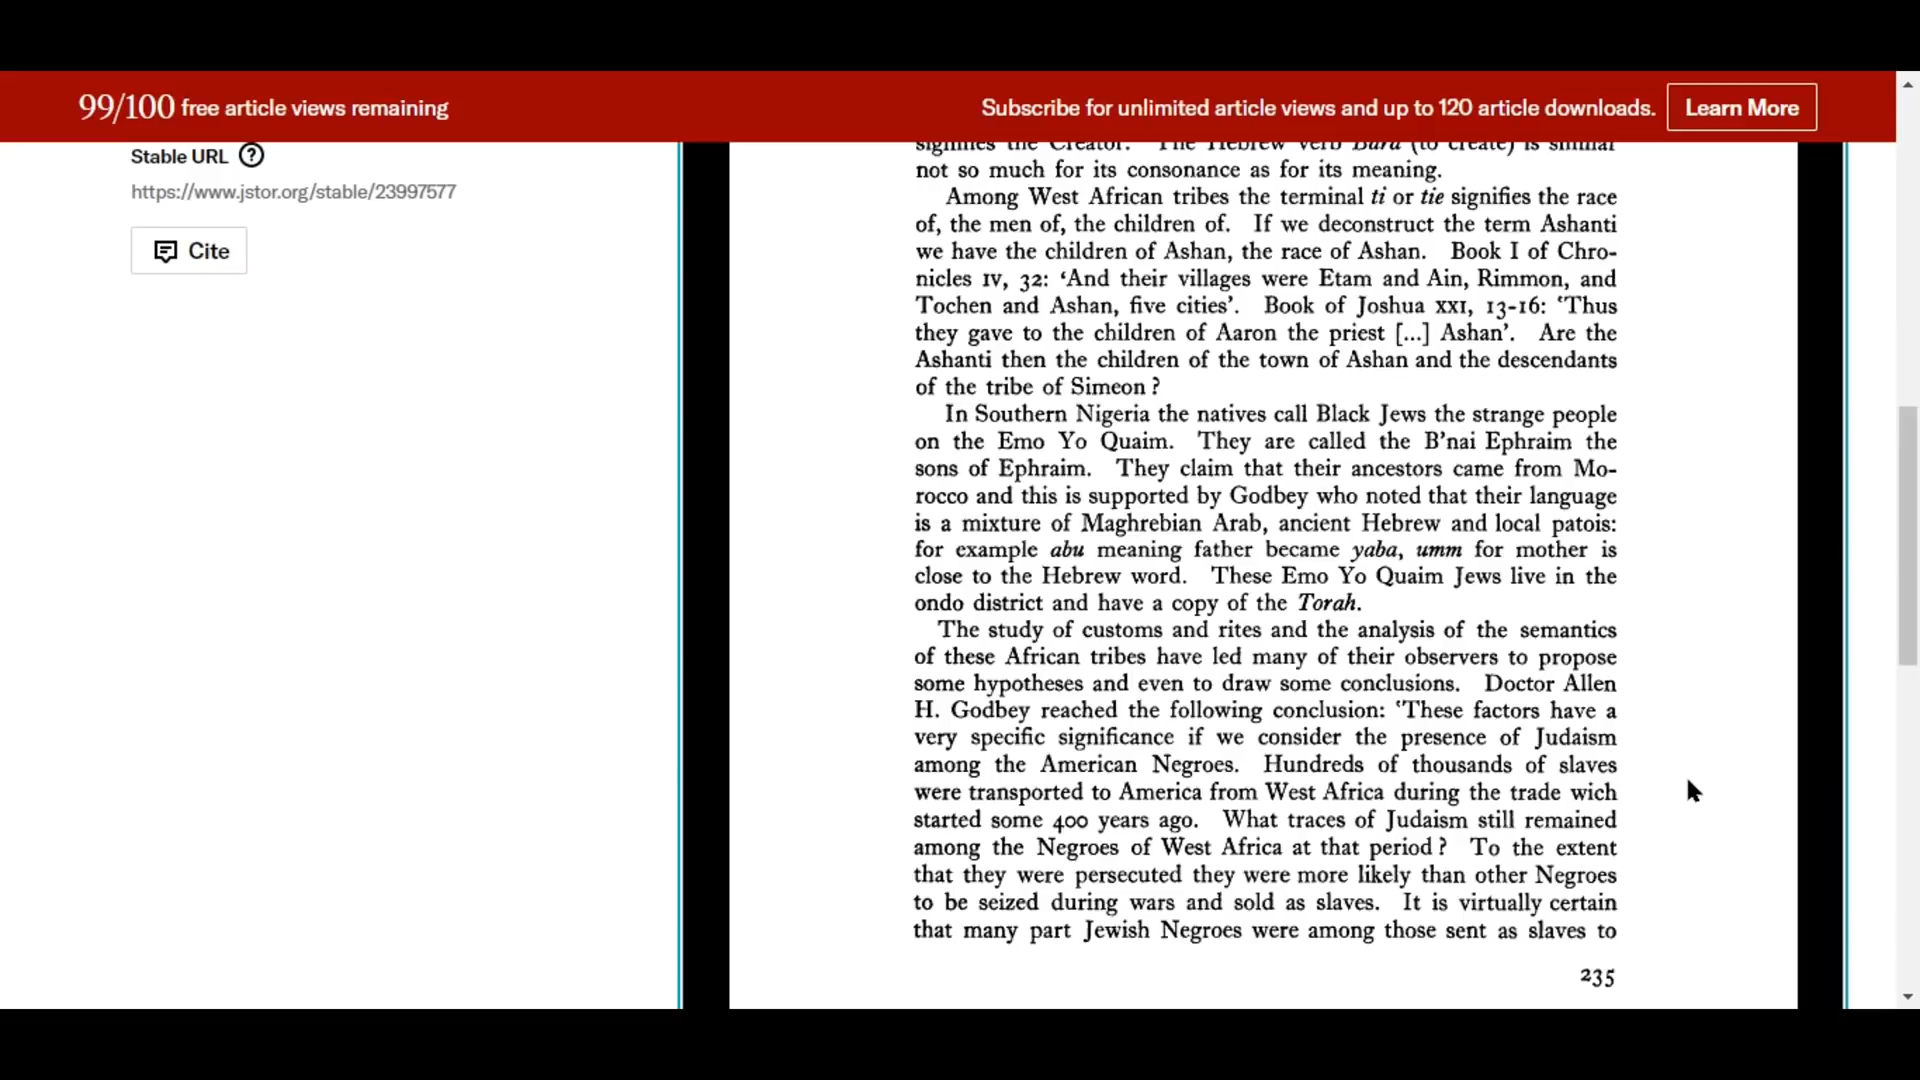 99/100 free article views remaining
Subscribe for unlimited article views and up to 120 article downloads.
Learn More
Stable URL ?
https://www.jstor.org/stable/23997577
Cite
signifies the Creator. The Hebrew verb Bara (to create) is similar
not so much for its consonance as for its meaning.
Among West African tribes the terminal ti or tie signifies the race
of, the men of, the children of. If we deconstruct the term Ashanti
we have the children of Ashan, the race of Ashan. Book I of Chro-
nicles IV, 32: ‘And their villages were Etam and Ain, Rimmon, and
Tochen and Ashan, five cities’. Book of Joshua XXI, 13-16: ‘Thus
they gave to the children of Aaron the priest [...] Ashan’. Are the
Ashanti then the children of the town of Ashan and the descendants
of the tribe of Simeon?
In Southern Nigeria the natives call Black Jews the strange people
on the Emo Yo Quaim. They are called the B’nai Ephraim the
sons of Ephraim. They claim that their ancestors came from Mo-
rocco and this is supported by Godbey who noted that their language
is a mixture of Maghrebian Arab, ancient Hebrew and local patois:
for example abu meaning father became yaba, umm for mother is
close to the Hebrew word. These Emo Yo Quaim Jews live in the
ondo district and have a copy of the Torah.
The study of customs and rites and the analysis of the semantics
of these African tribes have led many of their observers to propose
some hypotheses and even to draw some conclusions. Doctor Allen
H. Godbey reached the following conclusion: ‘These factors have a
very specific significance if we consider the presence of Judaism
among the American Negroes. Hundreds of thousands of slaves
were transported to America from West Africa during the trade wich
started some 400 years ago. What traces of Judaism still remained
among the Negroes of West Africa at that period? To the extent
that they were persecuted they were more likely than other Negroes
to be seized during wars and sold as slaves. It is virtually certain
that many part Jewish Negroes were among those sent as slaves to
235